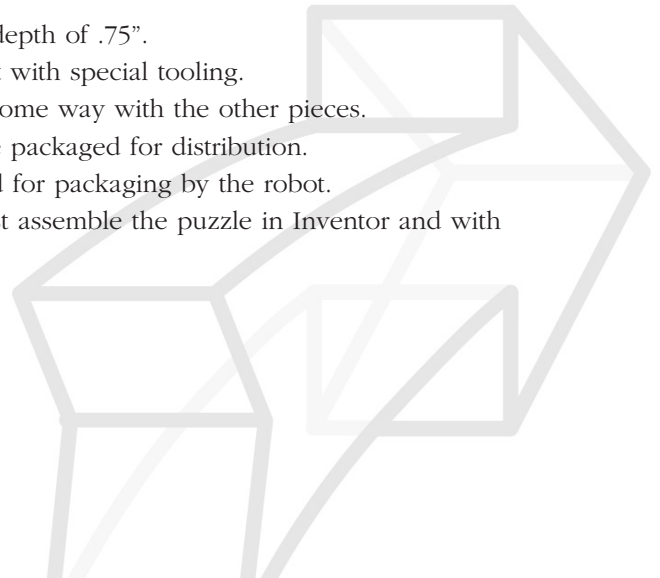 depth of .75”.
with special tooling.
ome way with the other pieces.
packaged for distribution.
for packaging by the robot.
assemble the puzzle in Inventor and with